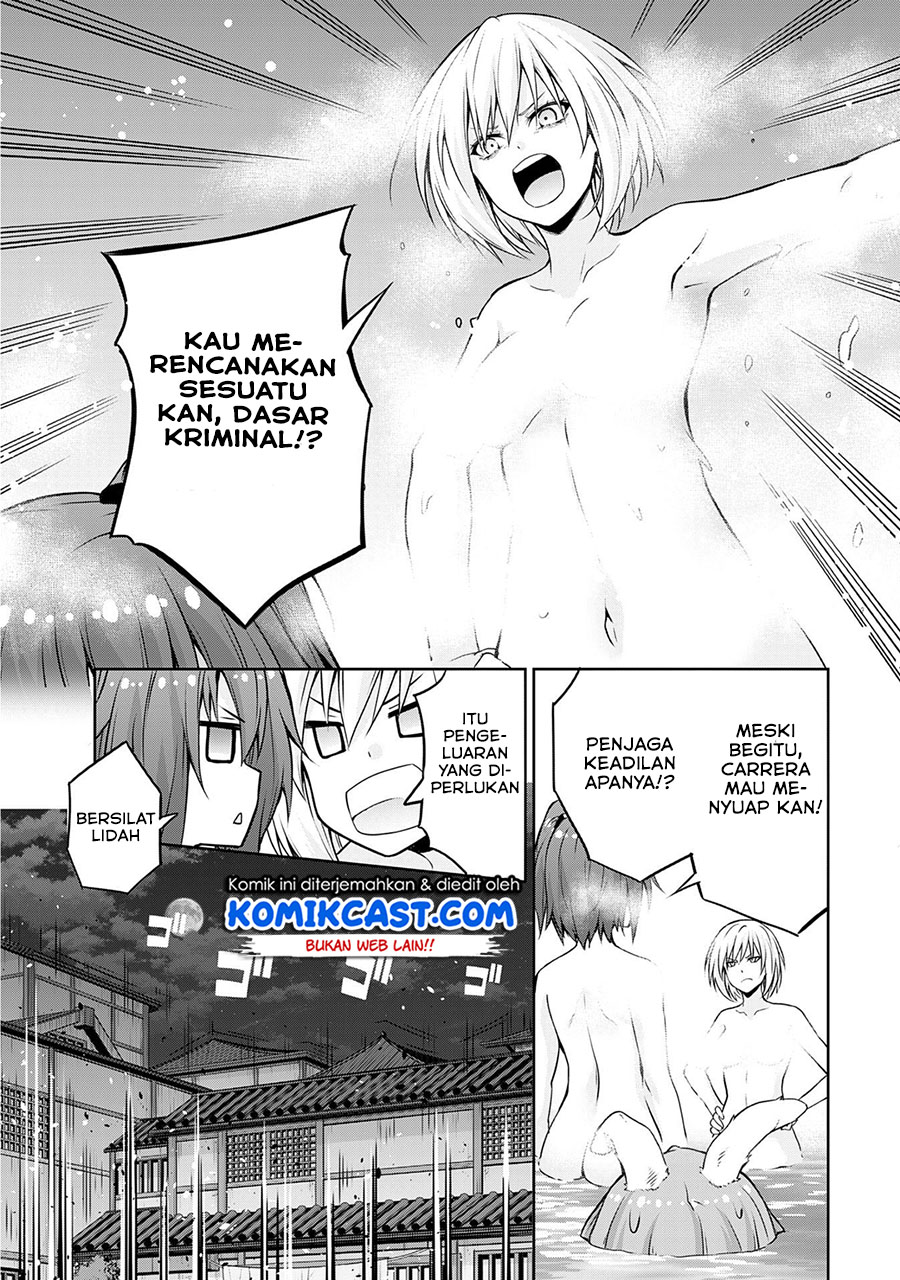 KAU ME-
RENCANAKAN
SESUATU
KAN, DASAR
KRIMINAL!?
MESKI
BEGITU,
CARRERA
MAU ME-
NYUAP KAN!
PENJAGA
KEADILAN
APANYA!?
ITU
PENGE-
LUARAN
YANG DI-
PERLUKAN
BERSILAT
LIDAH
Komik ini diterjemahkan & diedit oleh
KOMIKCAST.COM
BUKAN WEB LAIN!!
ゴ ゴ ゴ ゴ